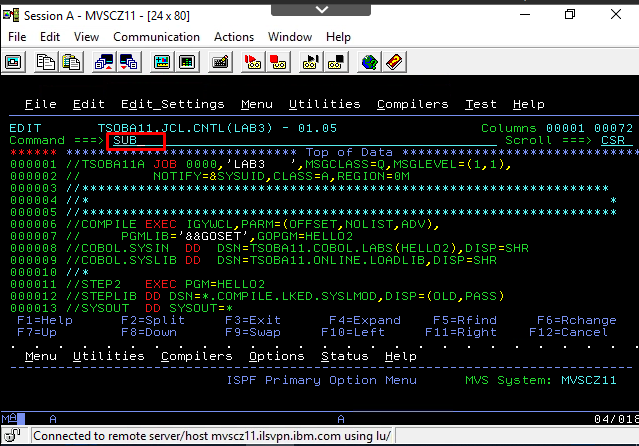 Session A - MVSCZ11 - [24 x 80]
File Edit View Communication Actions Window Help
File Edit Edit_Settings Menu Utilities Compilers Test Help
EDIT TSOBA11.JCL.CNTL(LAB3) - 01.05 Columns 00001 00072
Command ===> SUB Scroll ===> CSR
****** ***************************** Top of Data ******************************
000001 //TSOBA11A JOB 0000,'LAB3 ',MSGCLASS=Q,MSGLEVEL=(1,1),
000002 // NOTIFY=&SYSUID,CLASS=A,REGION=0M
000003 //*******************************************************************
000004 //* *
000005 //*******************************************************************
000006 //COMPILE EXEC IGYWCL,PARM=(OFFSET,NOLIST,ADV),
000007 // PGMLIB='&&GOSET',GOPGM=HELLO2
000008 //COBOL.SYSIN DD DSN=TSOBA11.COBOL.LABS(HELLO2),DISP=SHR
000009 //COBOL.SYSLIB DD DSN=TSOBA11.ONLINE.LOADLIB,DISP=SHR
000010 //*
000011 //STEP2 EXEC PGM=HELLO2
000012 //STEPLIB DD DSN=*.COMPILE.LKED.SYSLMOD,DISP=(OLD,PASS)
000013 //SYSOUT DD SYSOUT=*
F1=Help F2=Split F3=Exit F4=Expand F5=Rfind F6=Rchange
F7=Up F8=Down F9=Swap F10=Left F11=Right F12=Cancel
. . . . . . . . . . . . . . . . . . . . . . . . . . . . . . . . . . . . . . . .
Menu Utilities Compilers Options Status Help
ISPF Primary Option Menu MVS System: MVSCZ11
MA A A 04/018
Connected to remote server/host mvscz11.ilsvpn.ibm.com using lu/